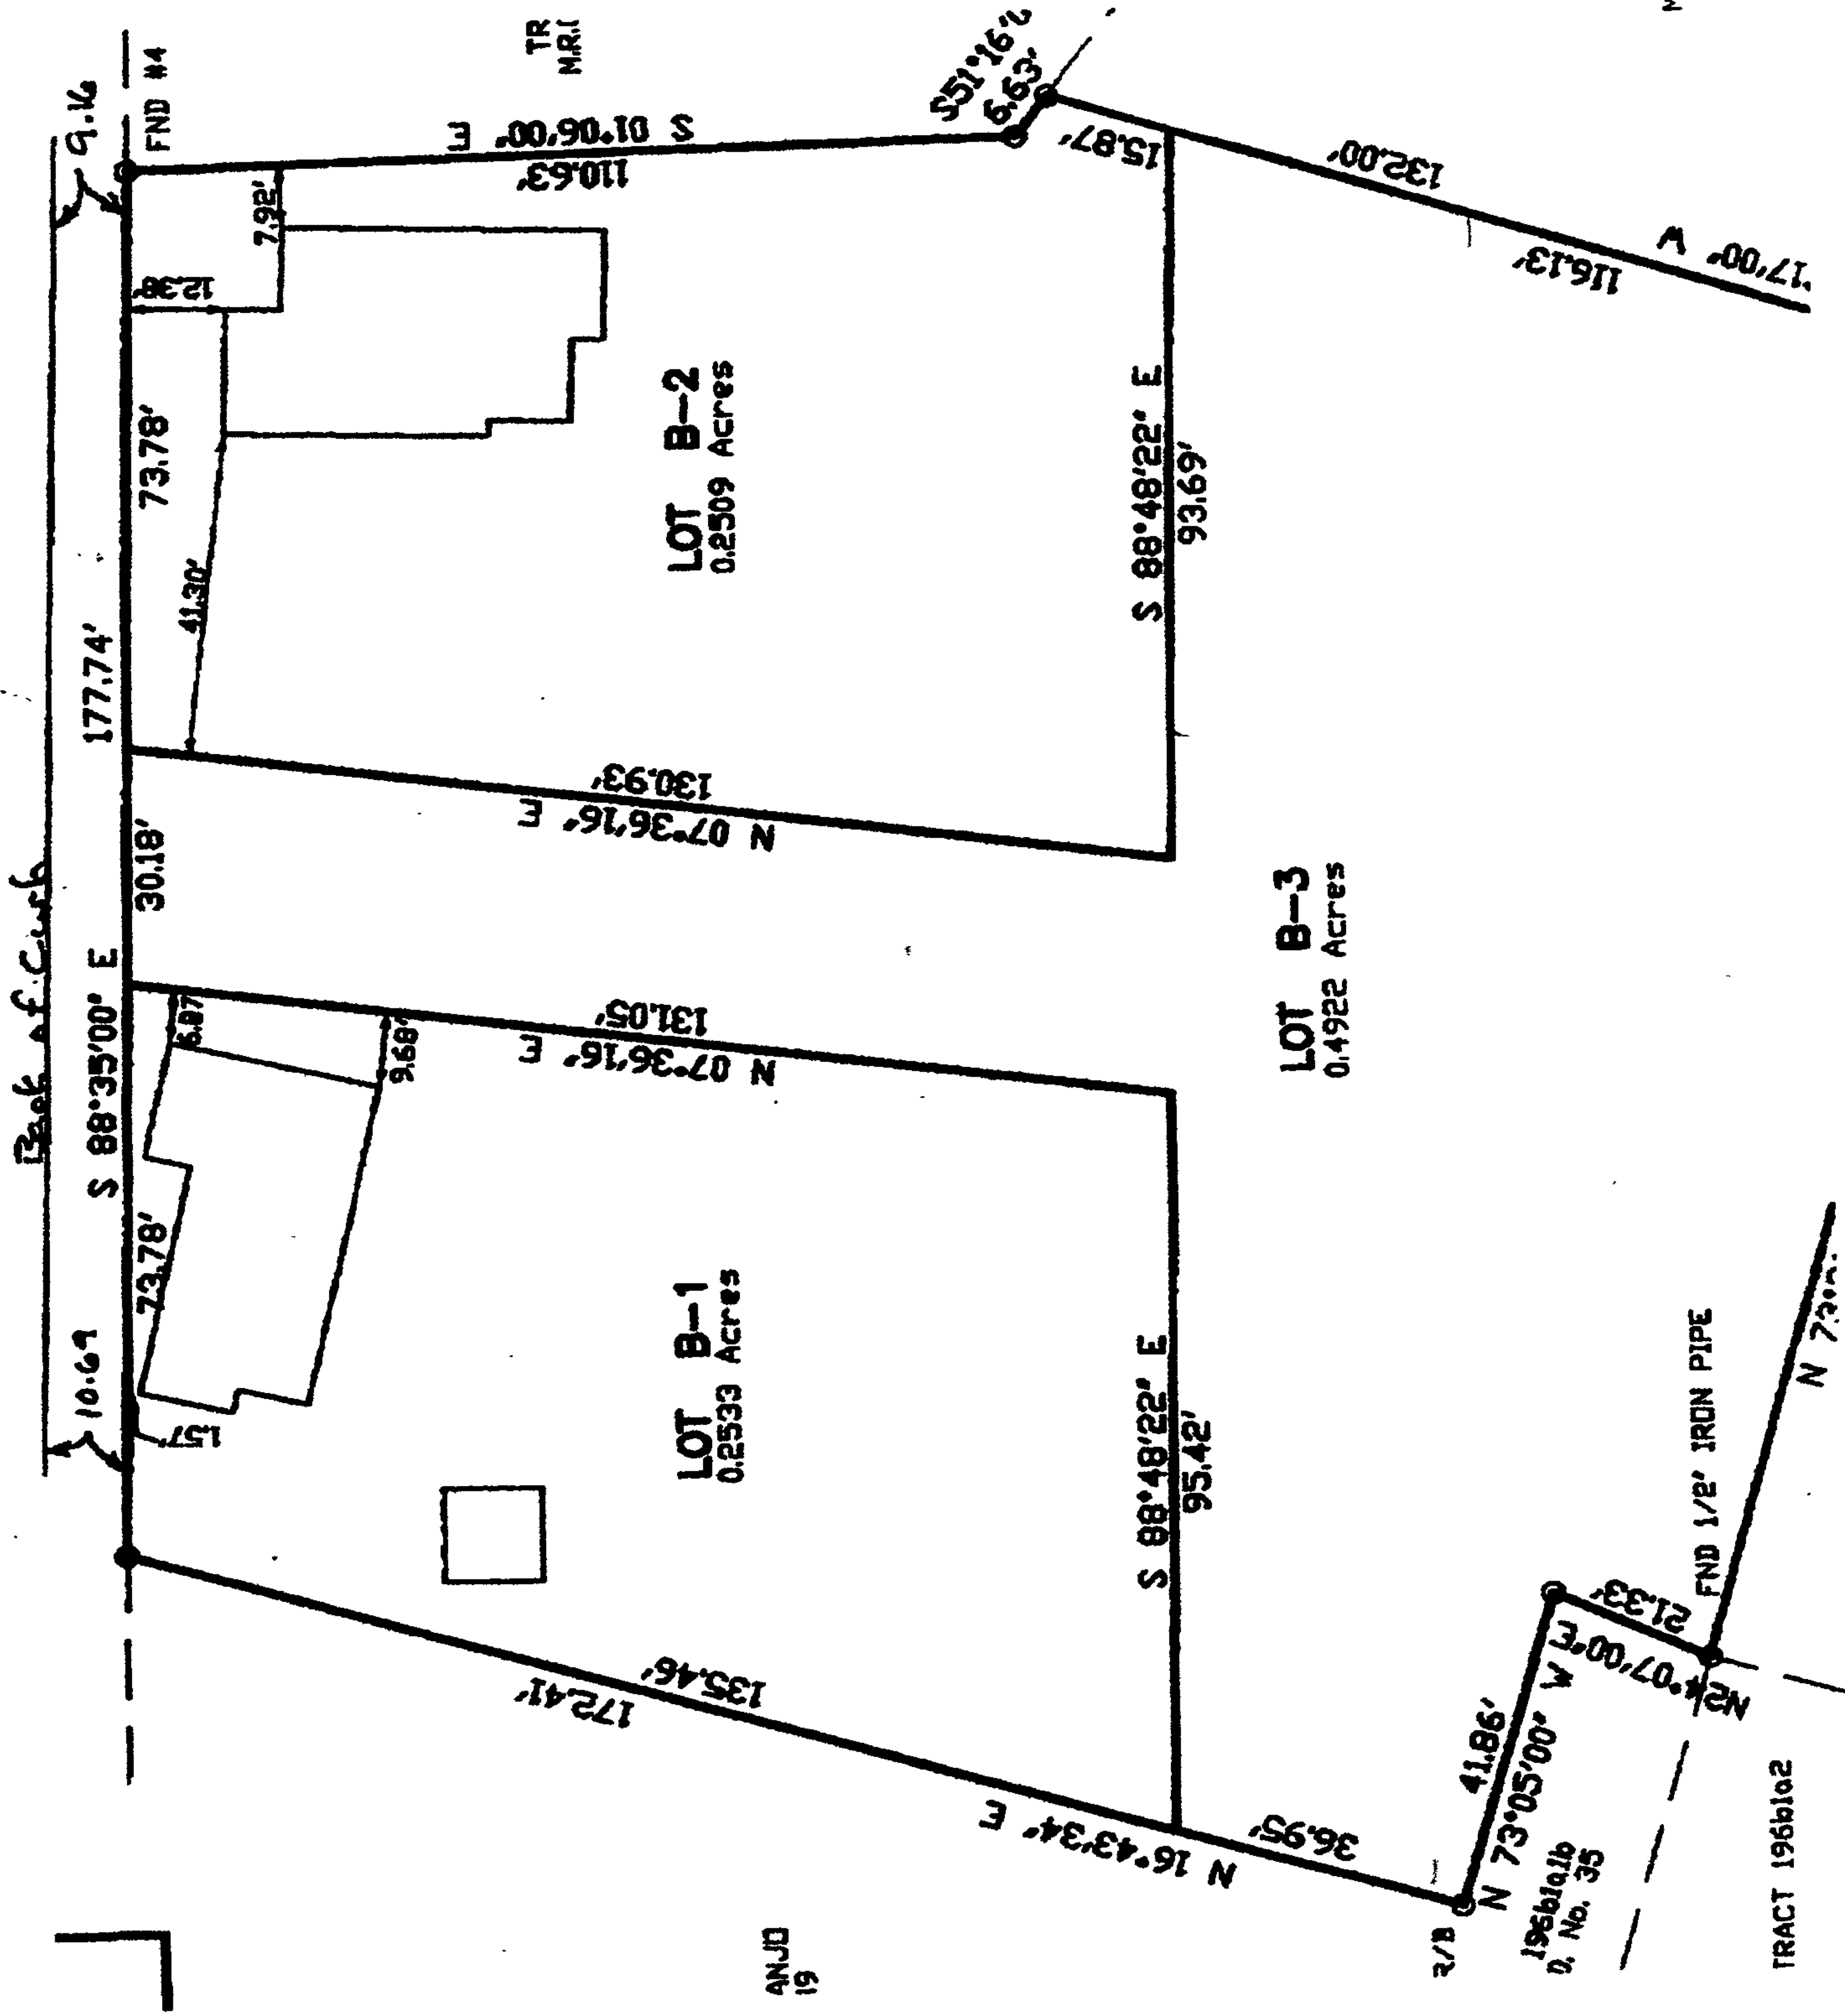 Back of Curb
10.69
9.16
S 88°35'00" E
177.74'
FND #4
73.78'
30.18'
73.78'
1.57'
6.87'
9.68'
41.30'
12.38'
7.92'
TR
M.R.(
N 16°43'34" E
172.41'
135.46'
36.95'
N 07°36'16" E
131.05'
N 07°36'16" E
130.93'
S 01°06'00" E
110.63'
S51°16'2
6.63'
15.87'
132.00'
116.13'
17'00" W
LOT B-1
0.2533 Acres
LOT B-2
0.2509 Acres
S 88°48'22" E
95.42'
S 88°48'22" E
93.69'
LOT B-3
0.4922 Acres
ANJO
19
R/B
N 73°05'00" W
41.86'
196b1a1b
D. No. 35
N24°07'00"E
21.33'
FND 1/2" IRON PIPE
TRACT 196b1a2